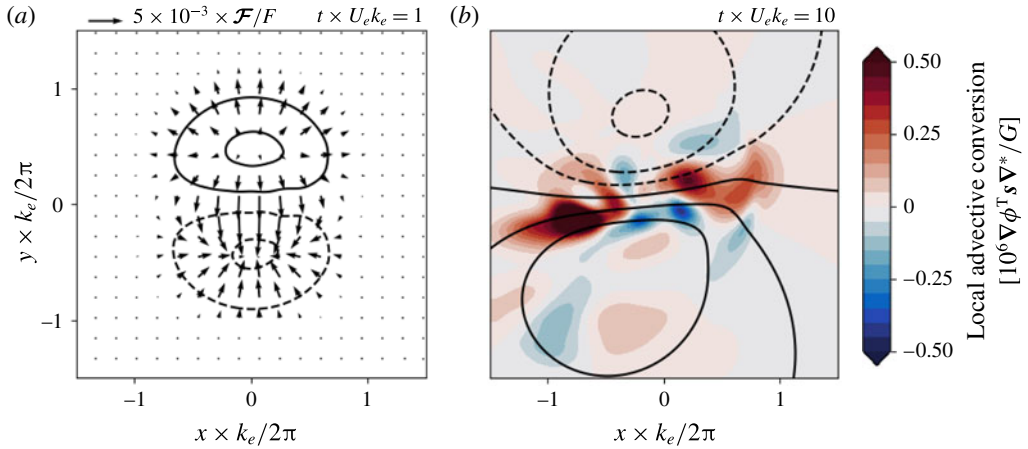 (a) 5 × 10⁻³ × 𝓕/F t × Uₑkₑ = 1
(b) t × Uₑkₑ = 10
1
0
−1
y × kₑ/2π
−1 0 1
x × kₑ/2π
−1 0 1
x × kₑ/2π
0.50
0.25
0
−0.25
−0.50
Local advective conversion
[10⁶∇ϕᵀs∇*/G]